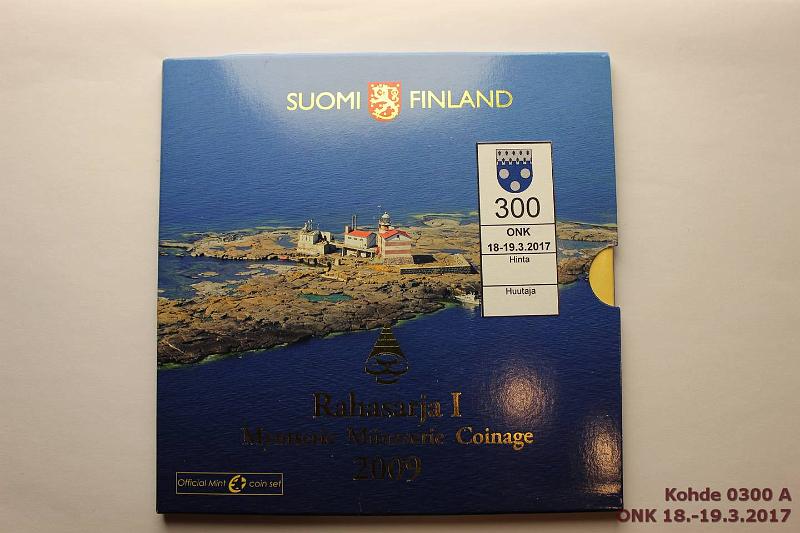 SUOMI FINLAND
300
ONK
18-19.3.2017
Hinta
Huutaja
Rahasarja I
Myntserie Münzserie Coinage
2009
Official Mint coin set
Kohde 0300 A
ONK 18.-19.3.2017